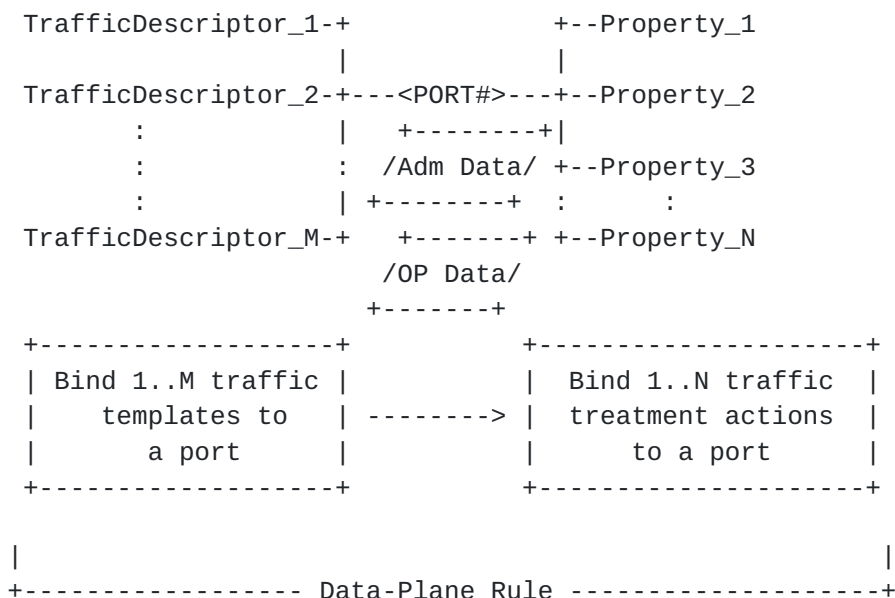 TrafficDescriptor_1-+ +--Property_1
| |
TrafficDescriptor_2-+---<PORT#>---+--Property_2
: | +--------+|
: : /Adm Data/ +--Property_3
: | +--------+ : :
TrafficDescriptor_M-+ +-------+ +--Property_N
/OP Data/
+-------+
+-------------------+ +---------------------+
| Bind 1..M traffic | | Bind 1..N traffic |
| templates to | --------> | treatment actions |
| a port | | to a port |
+-------------------+ +---------------------+
| |
+------------------ Data-Plane Rule --------------------+